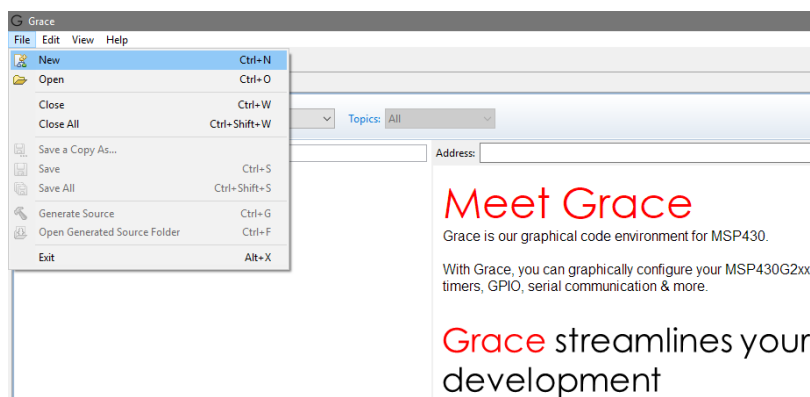 G Grace
File Edit View Help
New Ctrl+N
Open Ctrl+O
Close Ctrl+W
Close All Ctrl+Shift+W
Save a Copy As...
Save Ctrl+S
Save All Ctrl+Shift+S
Generate Source Ctrl+G
Open Generated Source Folder Ctrl+F
Exit Alt+X
Topics: All
Address:
Meet Grace
Grace is our graphical code environment for MSP430.
With Grace, you can graphically configure your MSP430G2xx
timers, GPIO, serial communication & more.
Grace streamlines your
development